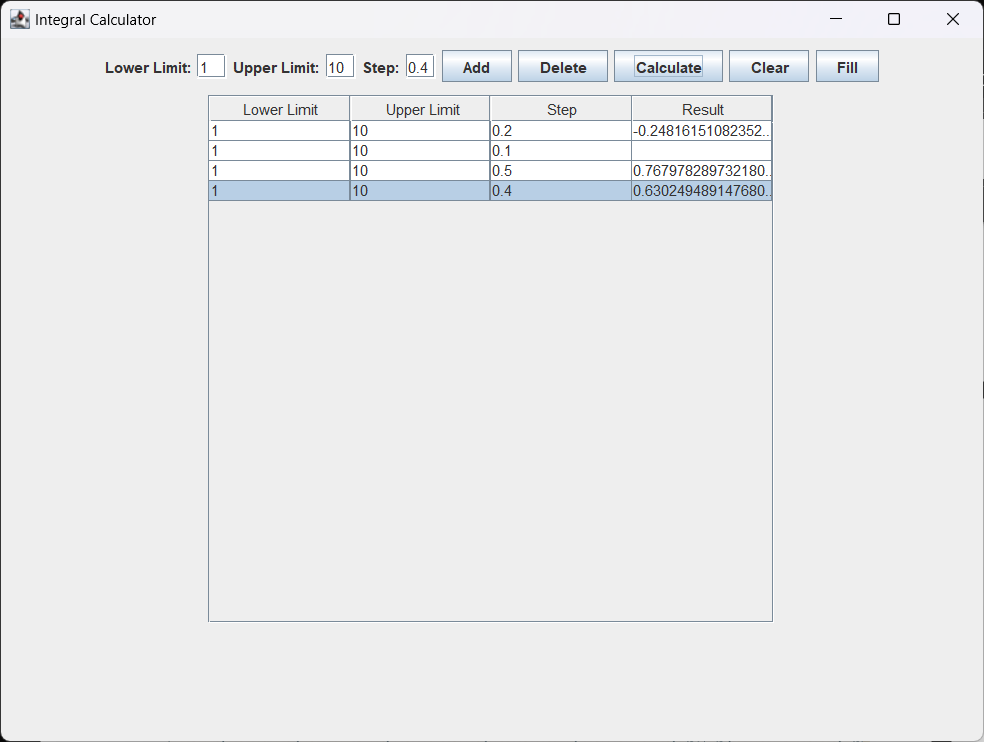 Integral Calculator
Lower Limit: 1 Upper Limit: 10 Step: 0.4 Add Delete Calculate Clear Fill
Lower Limit Upper Limit Step Result
1 10 0.2 -0.24816151082352...
1 10 0.1
1 10 0.5 0.767978289732180...
1 10 0.4 0.630249489147680...